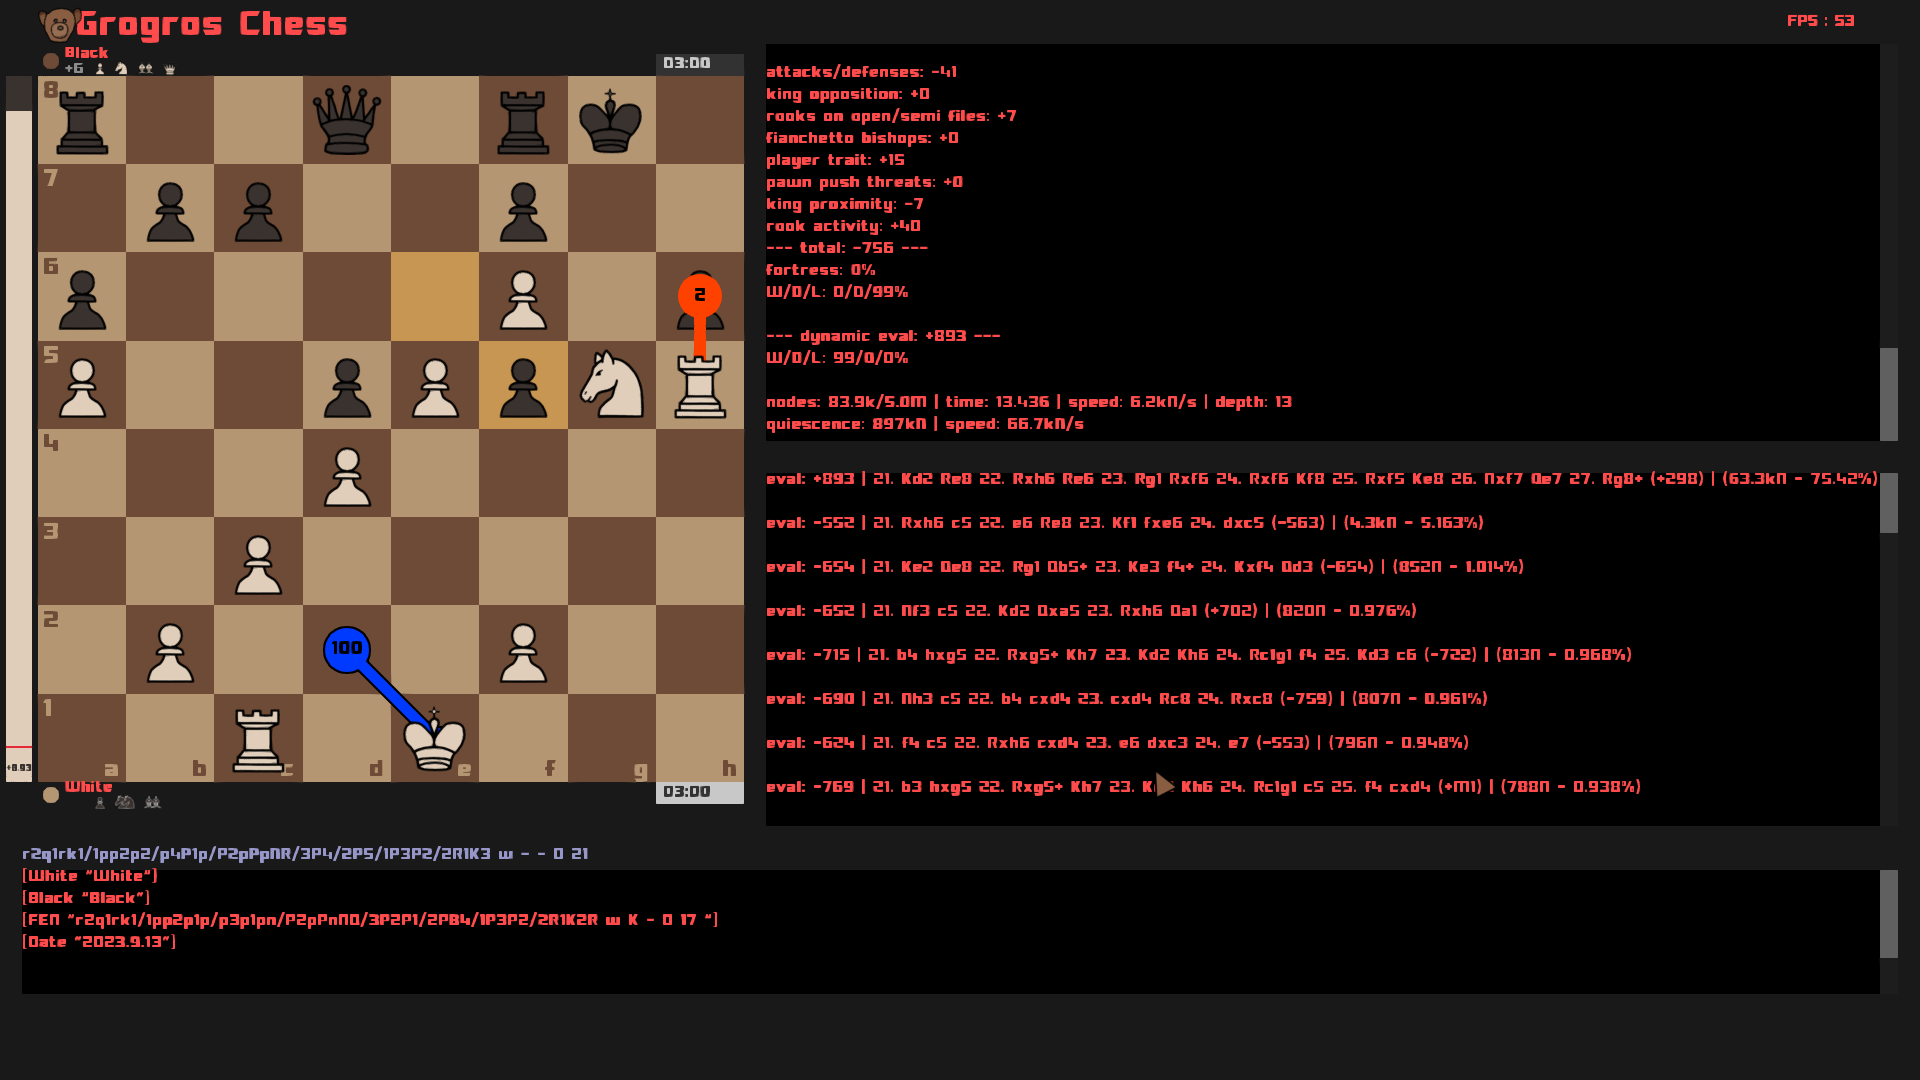 Grogros Chess
FPS : 53
Black
+6
03:00
attacks/defenses: -41
king opposition: +0
rooks on open/semi files: +7
fianchetto bishops: +0
player trait: +15
pawn push threats: +0
king proximity: -7
rook activity: +40
--- total: -756 ---
fortress: 0%
W/D/L: 0/0/99%
--- dynamic eval: +893 ---
W/D/L: 99/0/0%
nodes: 83.9k/5.0M | time: 13.436 | speed: 6.2kN/s | depth: 13
quiescence: 897kN | speed: 66.7kN/s
8
7
6
5
4
3
2
1
2
100
a b c d e f g h
+8.93
eval: +893 | 21. Kd2 Re8 22. Rxh6 Re6 23. Rg1 Rxf6 24. Rxf6 Kf8 25. Rxf5 Ke8 26. Nxf7 Qe7 27. Rg8+ (+298) | (63.3kN - 75.42%)
eval: -552 | 21. Rxh6 c5 22. e6 Re8 23. Kf1 fxe6 24. dxc5 (-563) | (4.3kN - 5.163%)
eval: -654 | 21. Ke2 Qe8 22. Rg1 Qb5+ 23. Ke3 f4+ 24. Kxf4 Qd3 (-654) | (852N - 1.014%)
eval: -652 | 21. Nf3 c5 22. Kd2 Qxa5 23. Rxh6 Qa1 (+702) | (820N - 0.976%)
eval: -715 | 21. b4 hxg5 22. Rxg5+ Kh7 23. Kd2 Kh6 24. Rc1g1 f4 25. Kd3 c6 (-722) | (813N - 0.968%)
eval: -690 | 21. Nh3 c5 22. b4 cxd4 23. cxd4 Rc8 24. Rxc8 (-759) | (807N - 0.961%)
eval: -624 | 21. f4 c5 22. Rxh6 cxd4 23. e6 dxc3 24. e7 (-553) | (796N - 0.948%)
eval: -769 | 21. b3 hxg5 22. Rxg5+ Kh7 23. Kh6 24. Rc1g1 c5 25. f4 cxd4 (+M1) | (788N - 0.938%)
White
03:00
r2q1rk1/1pp2p2/p4P1p/P2pPpNR/3P4/2P5/1P3P2/2R1K3 w - - 0 21
[White "White"]
[Black "Black"]
[FEN "r2q1rk1/1pp2p1p/p3p1pn/P2pPnNQ/3P2P1/2PB4/1P3P2/2R1K2R w K - 0 17 "]
[Date "2023.9.13"]